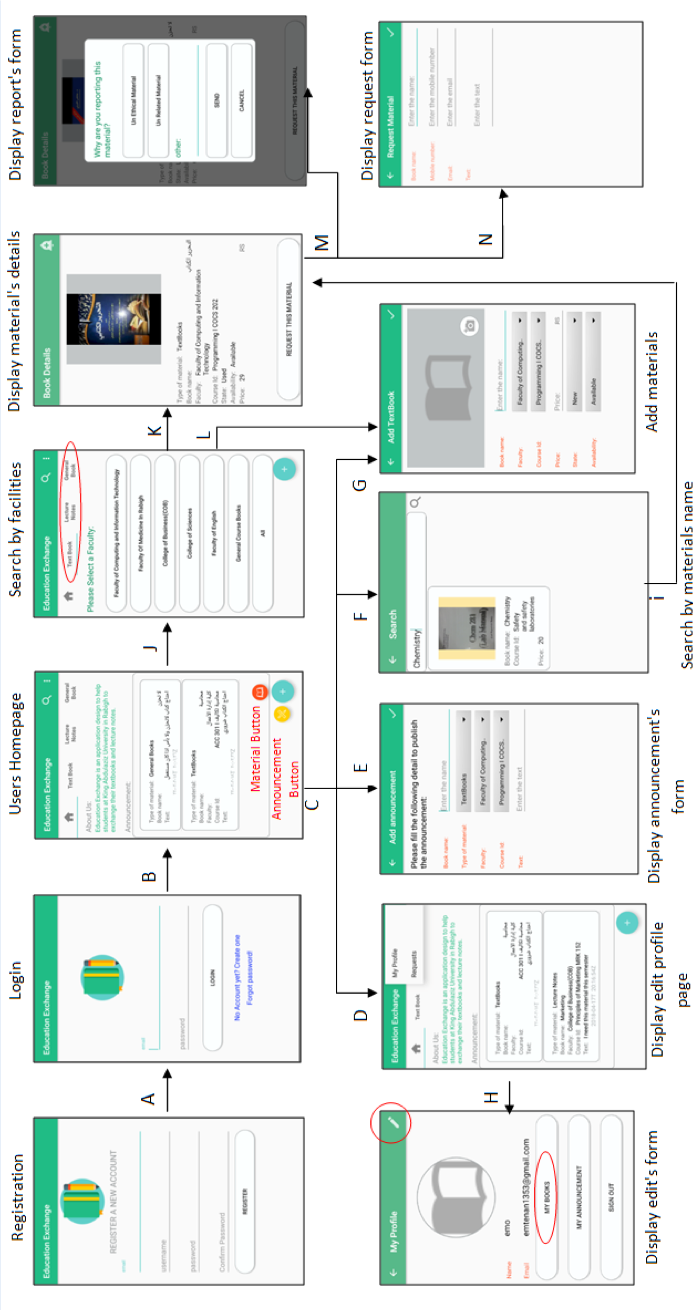 Registration
Education Exchange
REGISTER A NEW ACCOUNT
email
username
password
Confirm Password
REGISTER
A
Login
Education Exchange
email
password
LOGIN
No Account yet? Create one
Forgot password!
B
Users Homepage
Education Exchange
Text Book
Lecture Notes
General Book
About Us:
Education Exchange is an application design to help
students at King Abdulaziz University in Rabigh to
exchange their textbooks and lecture notes.
Announcement:
Type of material: General Books
Book name:
Text:
Type of material: TextBooks
Book name: محاسبة
Faculty: كلية إدارة الأعمال
Course Id: محاسبة ACC 301 I
Text:
Material Button
Announcement
Button
C
J
Search by facilities
Education Exchange
Text Book
Lecture Notes
General Book
Please Select a Faculty:
Faculty of Computing and Information Technology
Faculty Of Medicine In Rabigh
College of Business(COB)
College of Sciences
Faculty of English
General Course Books
All
K
L
Display material's details
Book Details
Type of material: TextBooks
Book name: التحرير الكتابي
Faculty: Faculty of Computing and Information
Technology
Course Id: Programming I COCS 202
State: Used
Availability: Available
Price: 29 RS
REQUEST THIS MATERIAL
M
N
Display report's form
Book Details
Why are you reporting this
material?
Un Ethical Material
Un Related Material
other:
SEND
CANCEL
REQUEST THIS MATERIAL
Display edit's form
My Profile
Name: emo
Email emtenan1353@gmail.com
MY BOOKS
MY ANNOUNCEMENT
SIGN OUT
H
Display edit profile
page
Education Exchange
My Profile
Requests
Text Book
About Us:
Education Exchange is an application design to help
students at King Abdulaziz University in Rabigh to
exchange their textbooks and lecture notes.
Announcement:
Type of material: TextBooks
Book name: محاسبة
Faculty: كلية إدارة الأعمال
Course Id: محاسبة ACC 301 I
Text:
Type of material: Lecture Notes
Book name: Marketing
Faculty: College of Business(COB)
Course Id: Principles of Marketing MRK 152
Text: I need this material this semester
D
Display announcement's
form
Add announcement
Please fill the following detail to publish
the announcement:
Book name: Enter the name
Type of material: TextBooks
Faculty: Faculty of Computing..
Course Id: Programming I COCS..
Text: Enter the text
E
Search by materials name
Search
Chemistry
Chem 281
Book name: Chemistry
Course Id: Safety
and safety
laboratories
Price: 20
F
i
Add materials
Add TextBook
Book name: Enter the name:
Faculty: Faculty of Computing..
Course Id: Programming I COCS..
Price: RS
State: New
Availability: Available
G
Display request form
Request Material
Book name: Enter the name:
Mobile number: Enter the mobile number
Email Enter the email
Text Enter the text